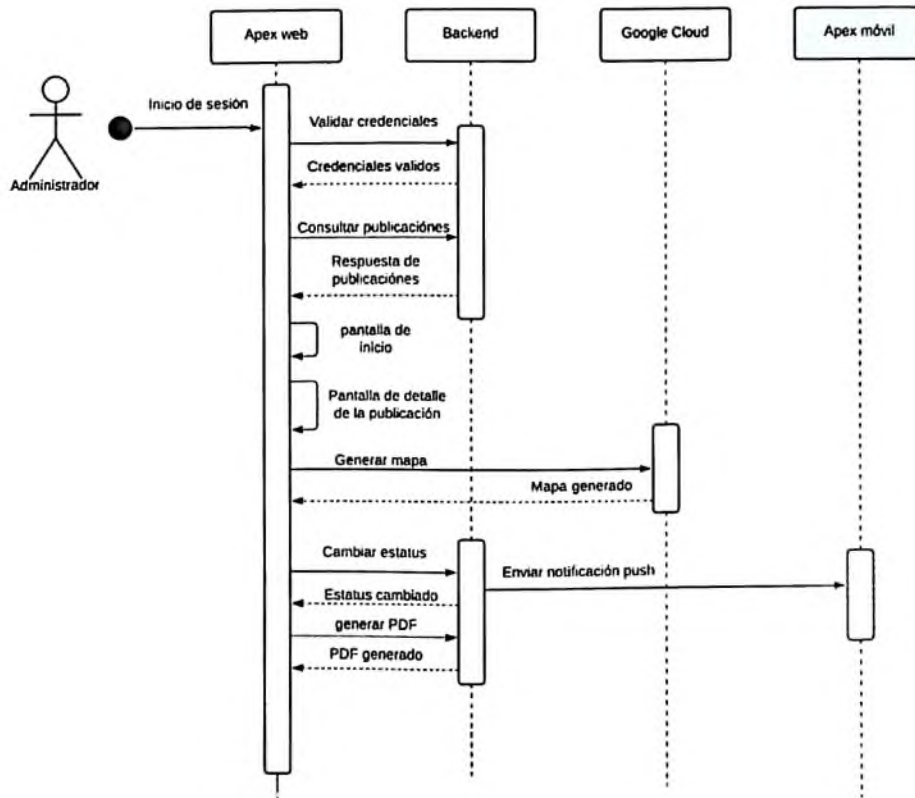 Apex web
Backend
Google Cloud
Apex móvil
Inicio de sesión
Administrador
Validar credenciales
Credenciales validos
Consultar publicaciónes
Respuesta de
publicaciónes
pantalla de
inicio
Pantalla de detalle
de la publicación
Generar mapa
Mapa generado
Cambiar estatus
Enviar notificación push
Estatus cambiado
generar PDF
PDF generado